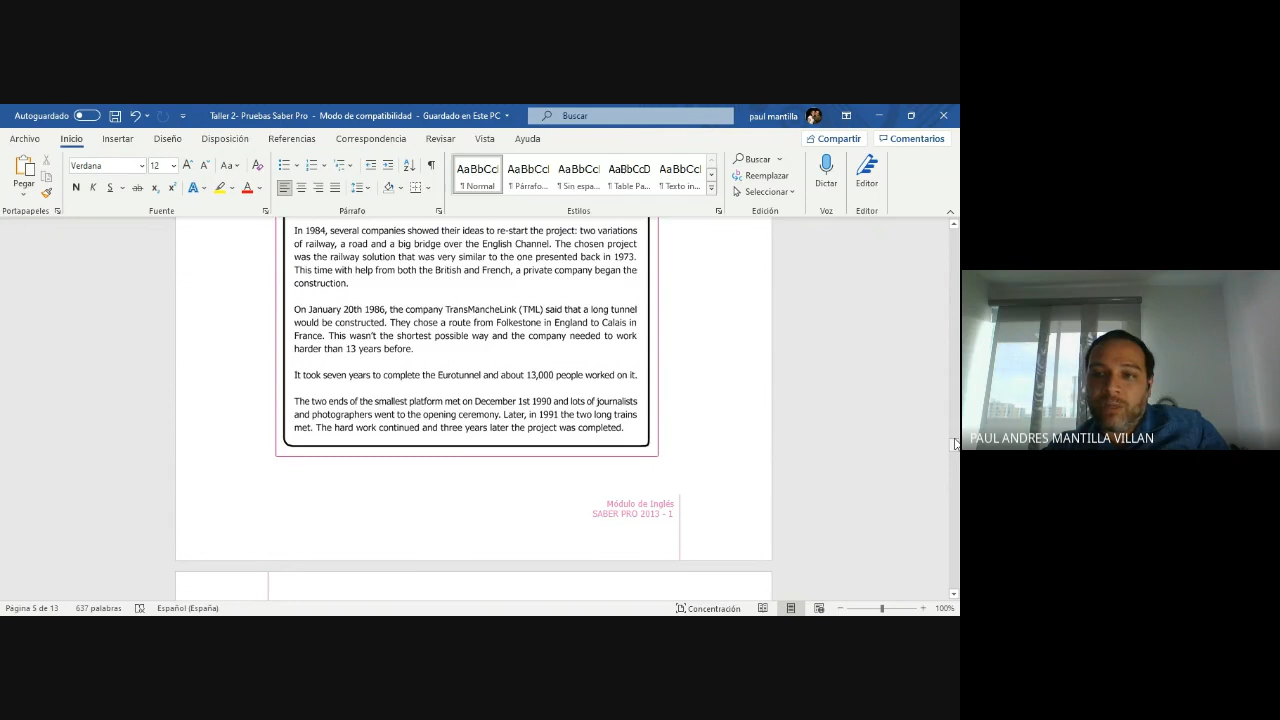 Autoguardado
Taller 2- Pruebas Saber Pro - Modo de compatibilidad - Guardado en Este PC
Buscar
paul mantilla
Archivo Inicio Insertar Diseño Disposición Referencias Correspondencia Revisar Vista Ayuda
Compartir Comentarios
Pegar
Verdana 12 Aa
N K S ab x₂ x² A A
AaBbCcI AaBbCcI AaBbCcI AaBbCcD AaBbCcI
¶ Normal ¶ Párrafo... ¶ Sin espa... ¶ Table Pa... ¶ Texto in...
Buscar
Reemplazar
Seleccionar
Dictar
Editor
Portapapeles Fuente Párrafo Estilos Edición Voz Editor
In 1984, several companies showed their ideas to re-start the project: two variations
of railway, a road and a big bridge over the English Channel. The chosen project
was the railway solution that was very similar to the one presented back in 1973.
This time with help from both the British and French, a private company began the
construction.
On January 20th 1986, the company TransMancheLink (TML) said that a long tunnel
would be constructed. They chose a route from Folkestone in England to Calais in
France. This wasn't the shortest possible way and the company needed to work
harder than 13 years before.
It took seven years to complete the Eurotunnel and about 13,000 people worked on it.
The two ends of the smallest platform met on December 1st 1990 and lots of journalists
and photographers went to the opening ceremony. Later, in 1991 the two long trains
met. The hard work continued and three years later the project was completed.
Módulo de Inglés
SABER PRO 2013 - 1
Página 5 de 13 637 palabras Español (España) Concentración 100%
PAUL ANDRES MANTILLA VILLAN